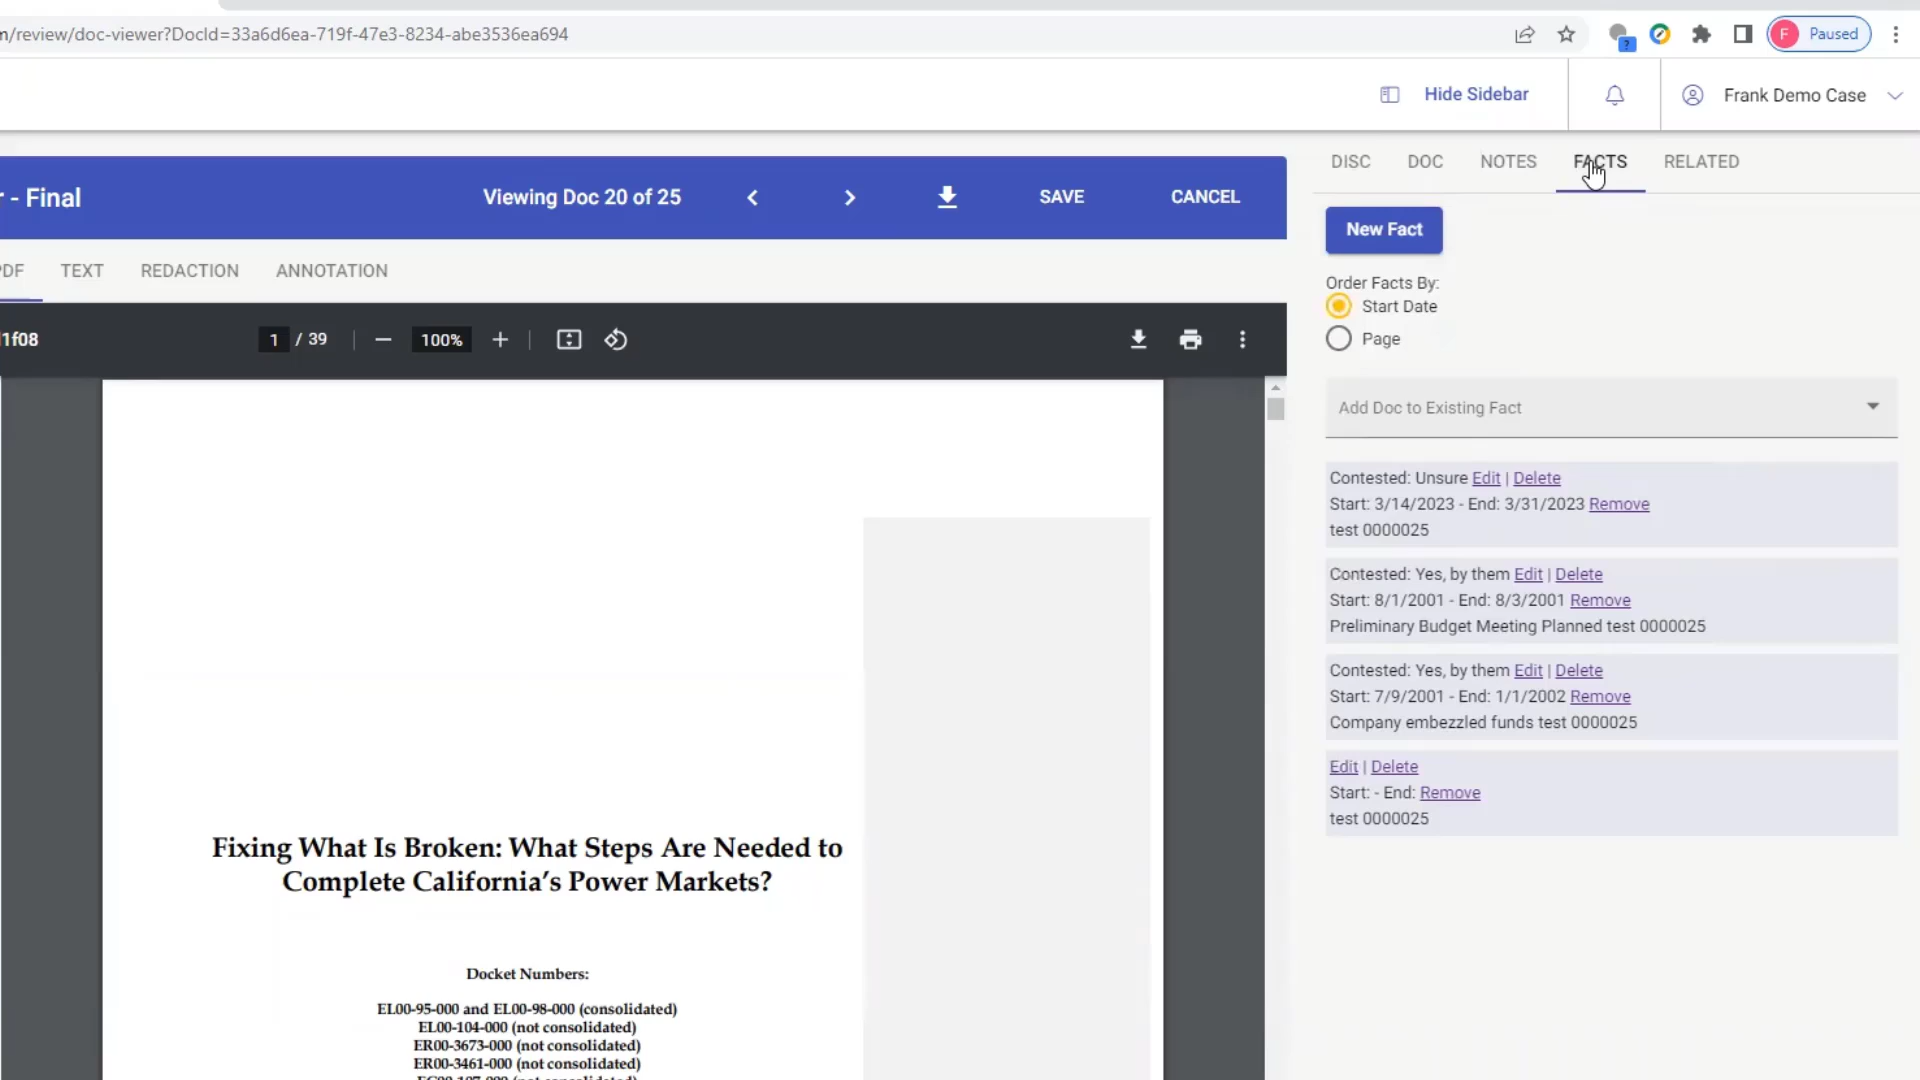 m/review/doc-viewer?DocId=33a6d6ea-719f-47e3-8234-abe3536ea694
?
F
Paused
Hide Sidebar
Frank Demo Case
- Final
Viewing Doc 20 of 25
SAVE
CANCEL
DISC
DOC
NOTES
FACTS
RELATED
PDF
TEXT
REDACTION
ANNOTATION
New Fact
Order Facts By:
Start Date
Page
1f08
1 / 39
100%
Add Doc to Existing Fact
Contested: Unsure Edit | Delete
Start: 3/14/2023 - End: 3/31/2023 Remove
test 0000025
Contested: Yes, by them Edit | Delete
Start: 8/1/2001 - End: 8/3/2001 Remove
Preliminary Budget Meeting Planned test 0000025
Contested: Yes, by them Edit | Delete
Start: 7/9/2001 - End: 1/1/2002 Remove
Company embezzled funds test 0000025
Edit | Delete
Start: - End: Remove
test 0000025
Fixing What Is Broken: What Steps Are Needed to
Complete California's Power Markets?
Docket Numbers:
EL00-95-000 and EL00-98-000 (consolidated)
EL00-104-000 (not consolidated)
ER00-3673-000 (not consolidated)
ER00-3461-000 (not consolidated)